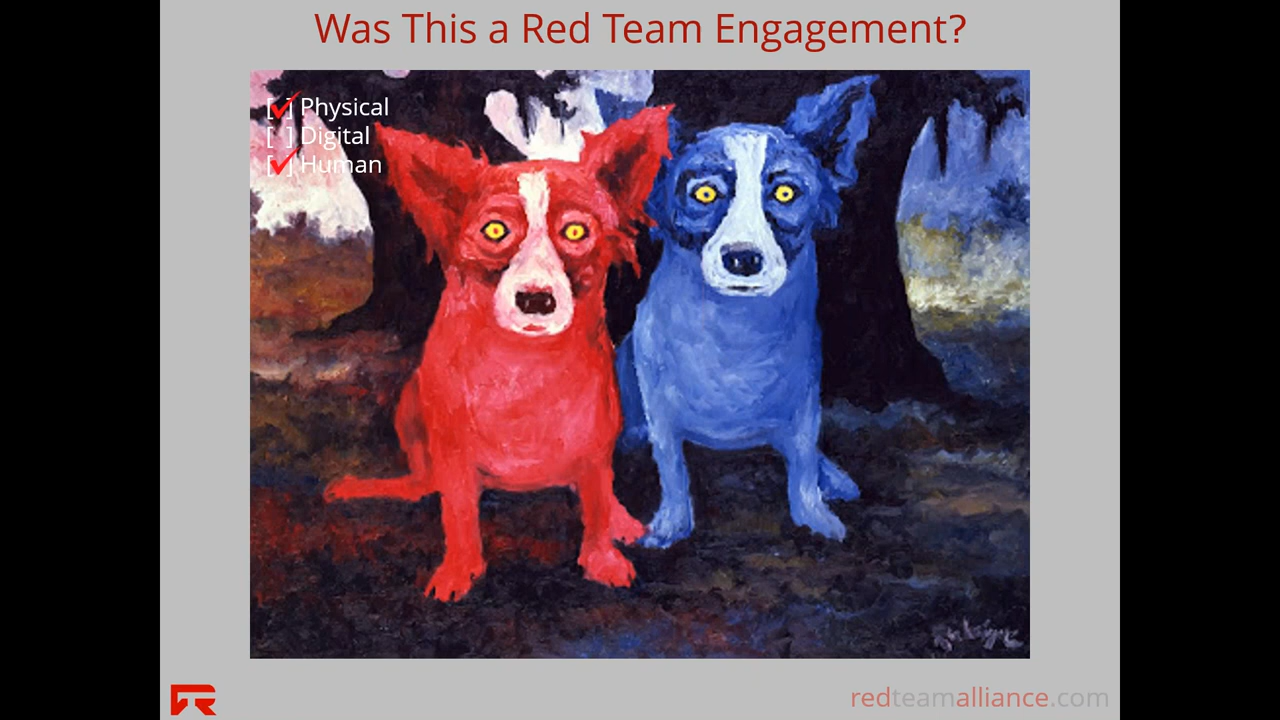 Was This a Red Team Engagement?
[✓] Physical
[ ] Digital
[✓] Human
redteamalliance.com